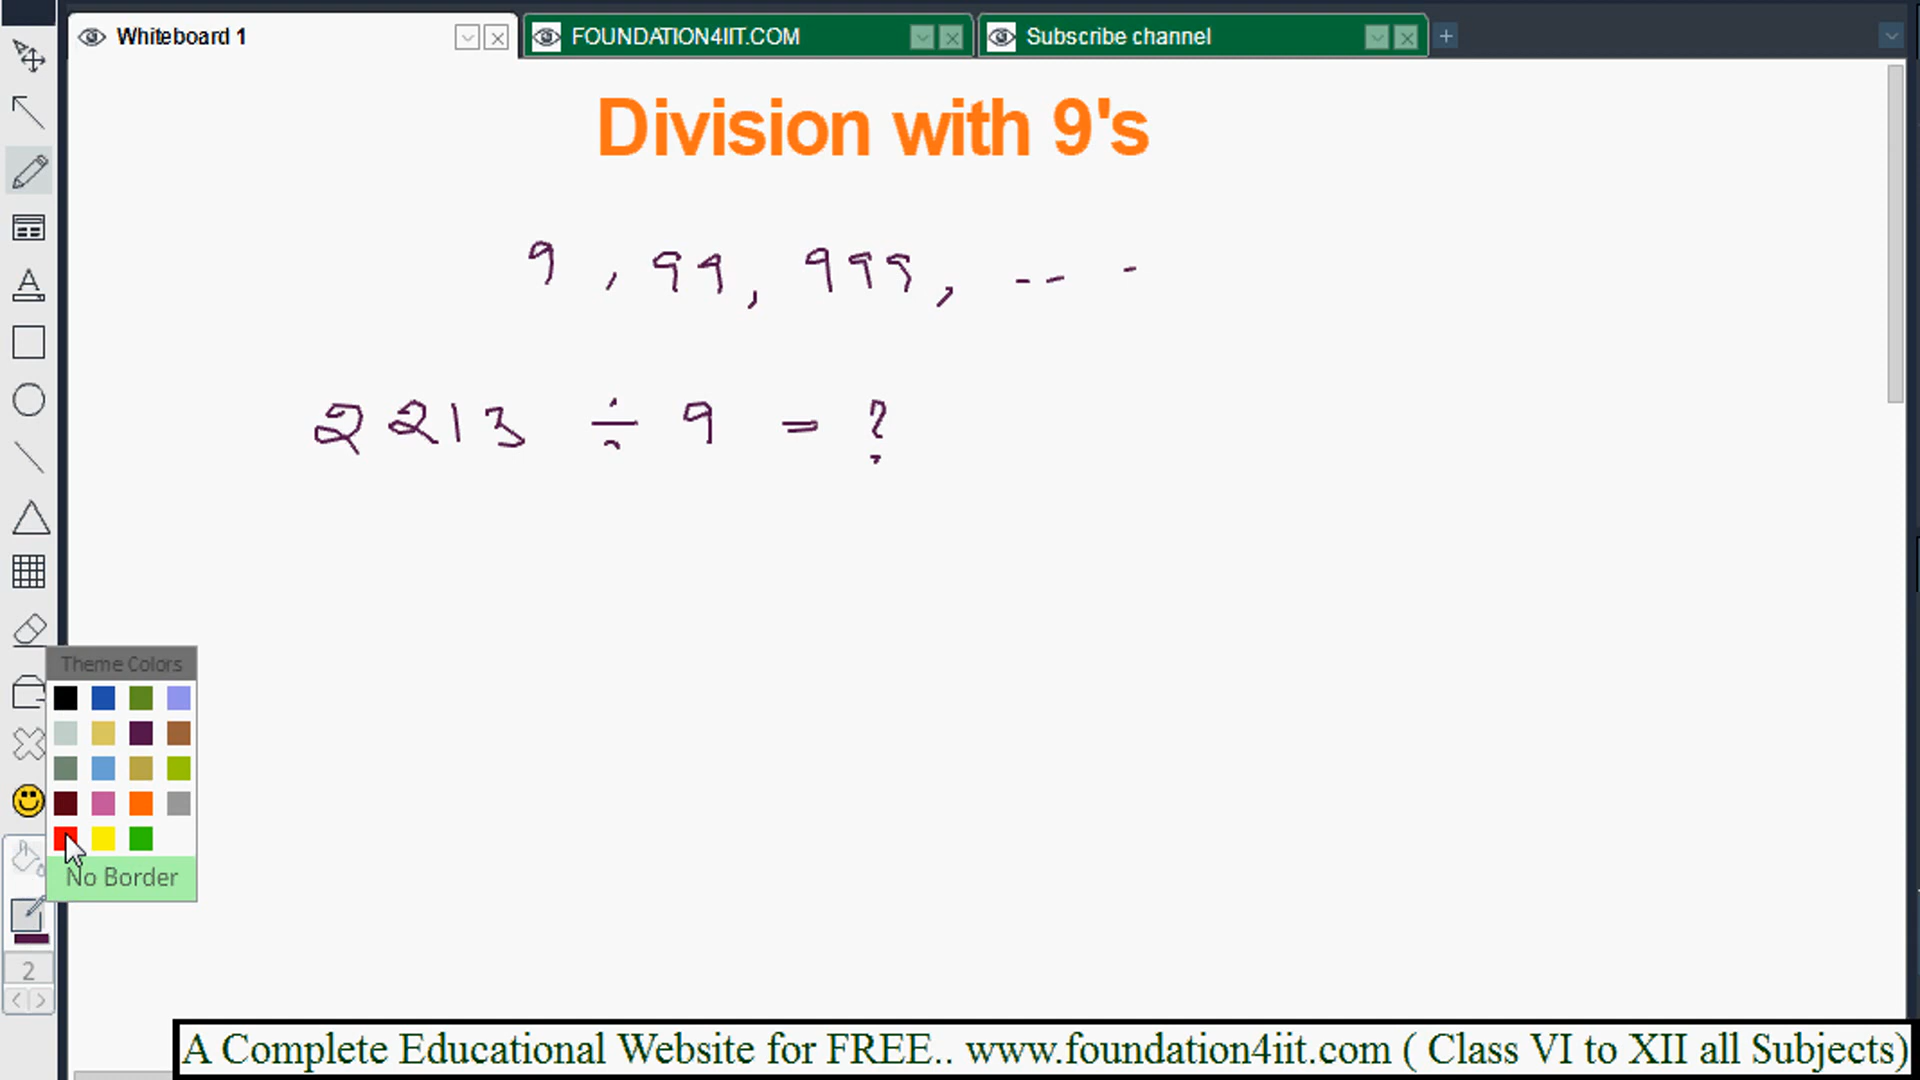 Whiteboard 1
FOUNDATION4IIT.COM
Subscribe channel
Division with 9's
9 , 99, 999, -- -
2213 ÷ 9 = ?
Theme Colors
No Border
2
A Complete Educational Website for FREE.. www.foundation4iit.com ( Class VI to XII all Subjects)